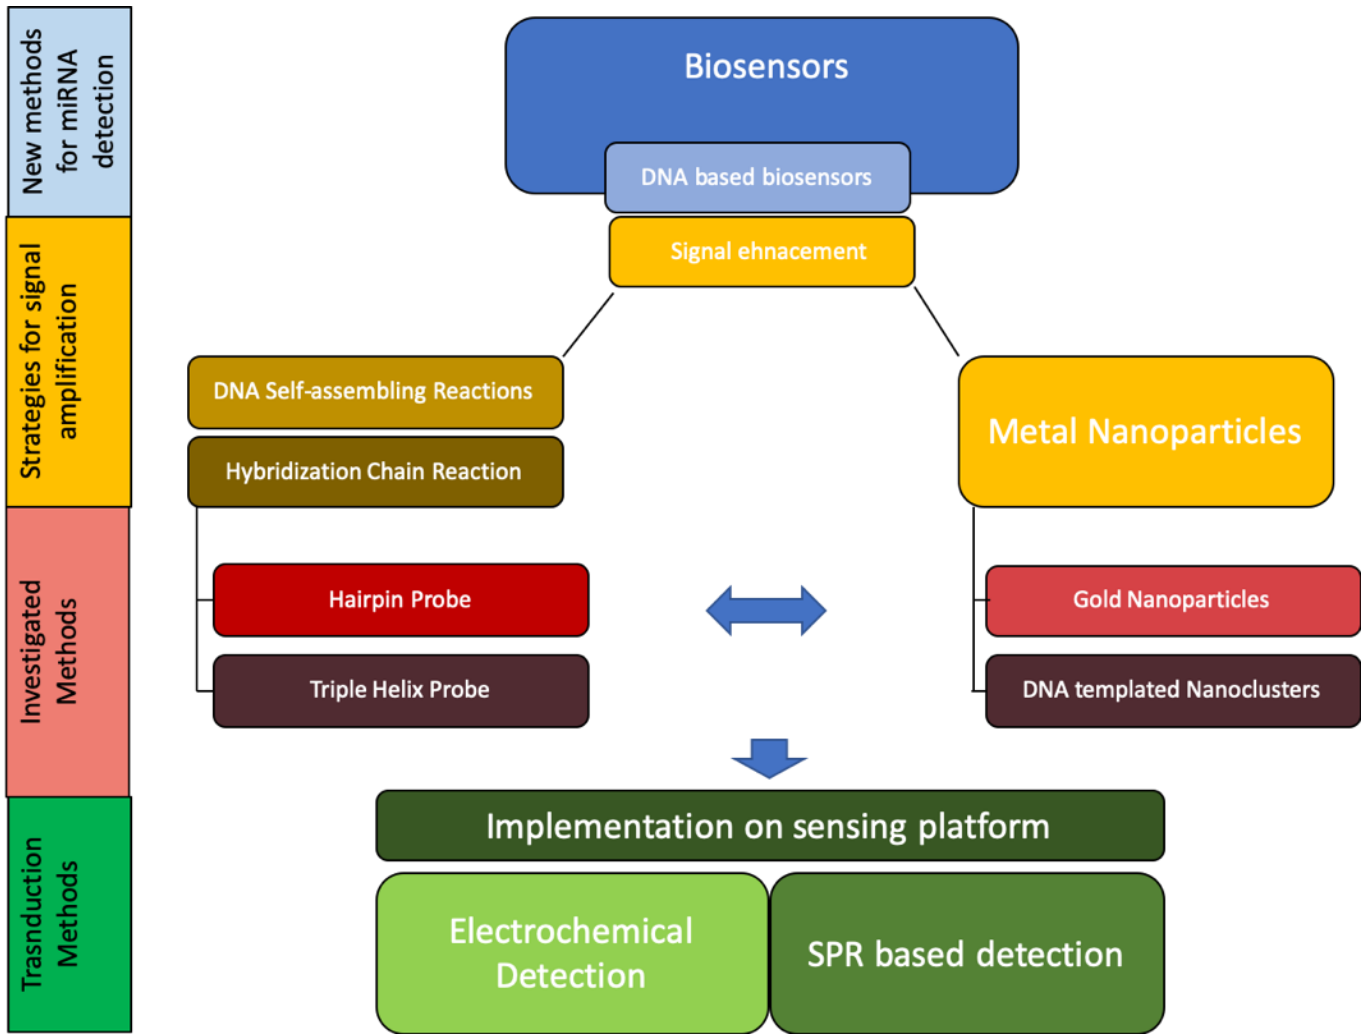 New methods
for miRNA
detection
Biosensors
DNA based biosensors
Strategies for signal
amplification
Signal ehnacement
DNA Self-assembling Reactions
Hybridization Chain Reaction
Metal Nanoparticles
Investigated
Methods
Hairpin Probe
Triple Helix Probe
Gold Nanoparticles
DNA templated Nanoclusters
Trasnduction
Methods
Implementation on sensing platform
Electrochemical
Detection
SPR based detection